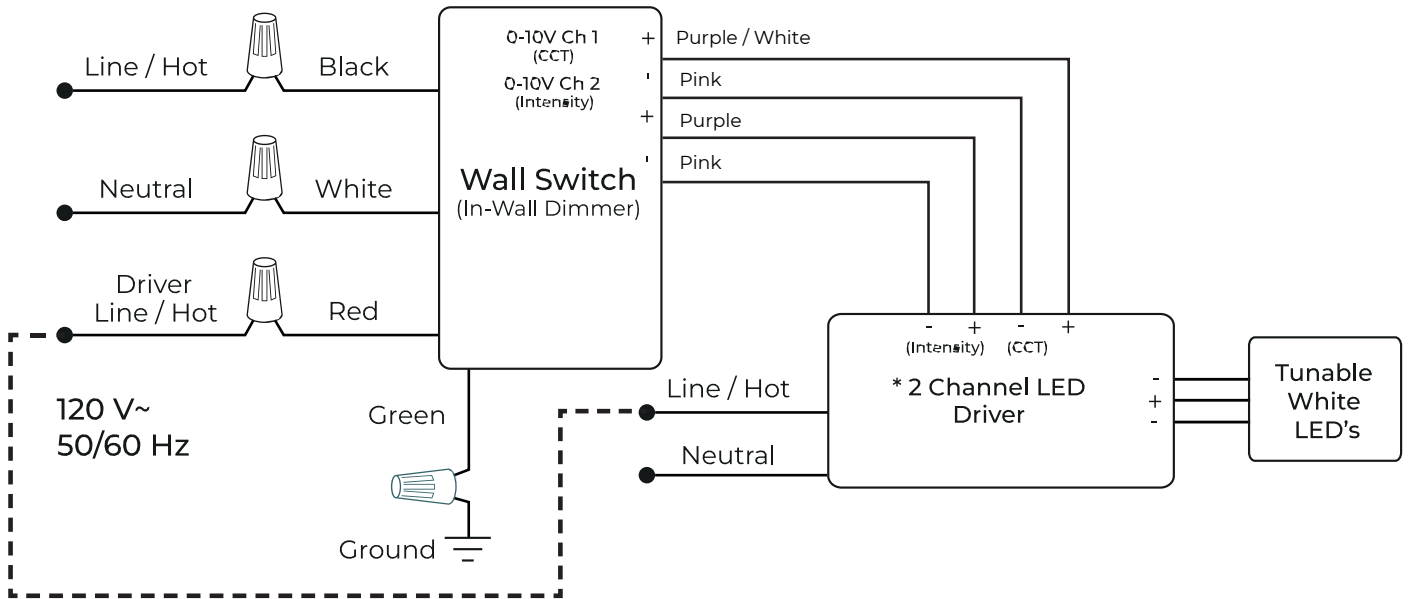 Line / Hot
Black
Neutral
White
Driver
Line / Hot
Red
120 V~
50/60 Hz
Green
Ground
0-10V Ch 1
(CCT)
0-10V Ch 2
(Intensity)
+
-
+
-
Wall Switch
(In-Wall Dimmer)
Purple / White
Pink
Purple
Pink
Line / Hot
Neutral
- + - +
(Intensity) (CCT)
* 2 Channel LED
Driver
-
+
-
Tunable
White
LED's